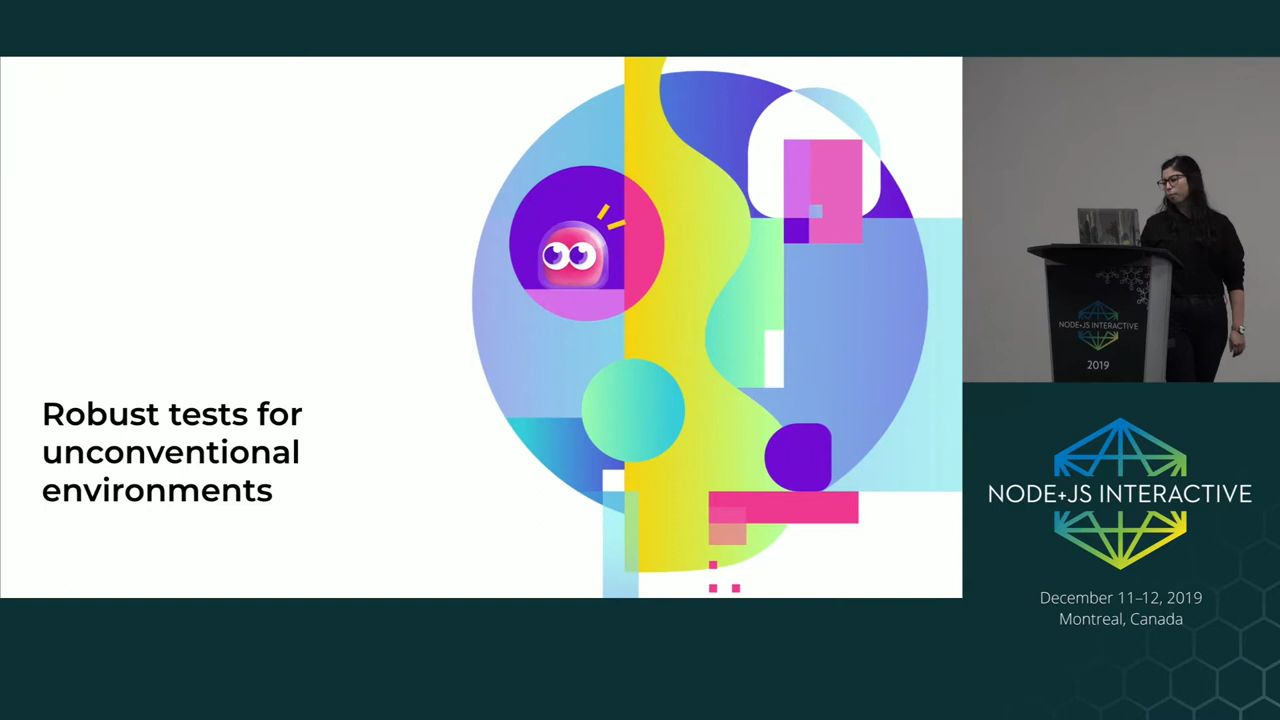 Robust tests for
unconventional
environments
NODE+JS INTERACTIVE
2019
NODE+JS INTERACTIVE
December 11–12, 2019
Montreal, Canada